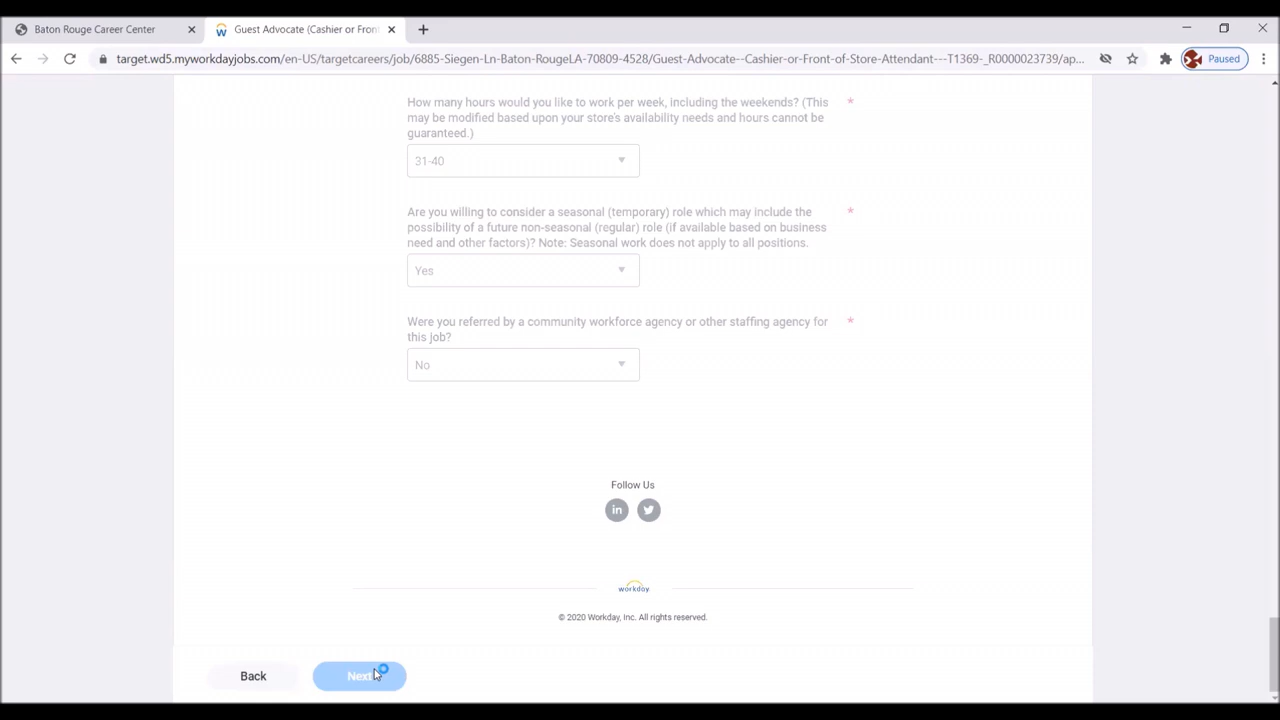 Baton Rouge Career Center
Guest Advocate (Cashier or Front
target.wd5.myworkdayjobs.com/en-US/targetcareers/job/6885-Siegen-Ln-Baton-RougeLA-70809-4528/Guest-Advocate--Cashier-or-Front-of-Store-Attendant---T1369-_R0000023739/ap...
Paused
How many hours would you like to work per week, including the weekends? (This *
may be modified based upon your store's availability needs and hours cannot be
guaranteed.)
31-40
Are you willing to consider a seasonal (temporary) role which may include the *
possibility of a future non-seasonal (regular) role (if available based on business
need and other factors)? Note: Seasonal work does not apply to all positions.
Yes
Were you referred by a community workforce agency or other staffing agency for *
this job?
No
Follow Us
in
workday
© 2020 Workday, Inc. All rights reserved.
Back
Next